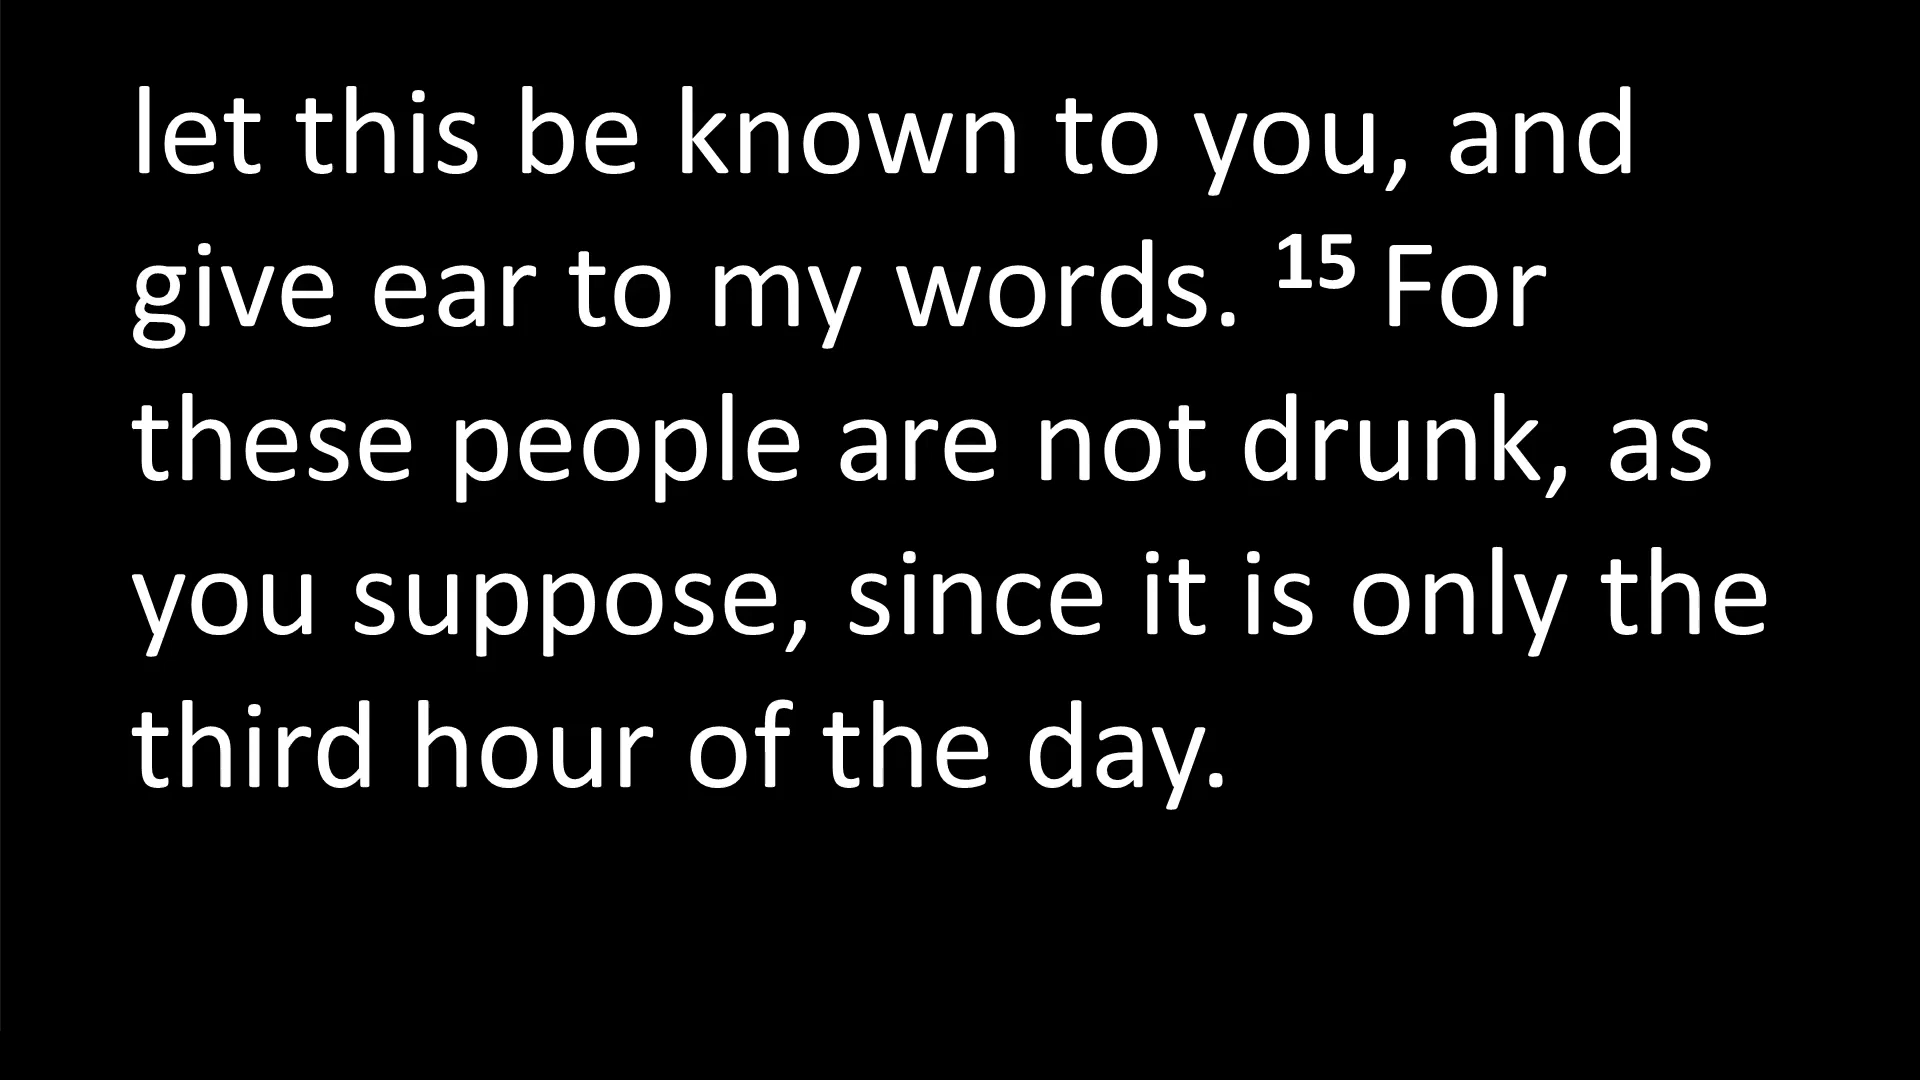 let this be known to you, and
give ear to my words. 15 For
these people are not drunk, as
you suppose, since it is only the
third hour of the day.